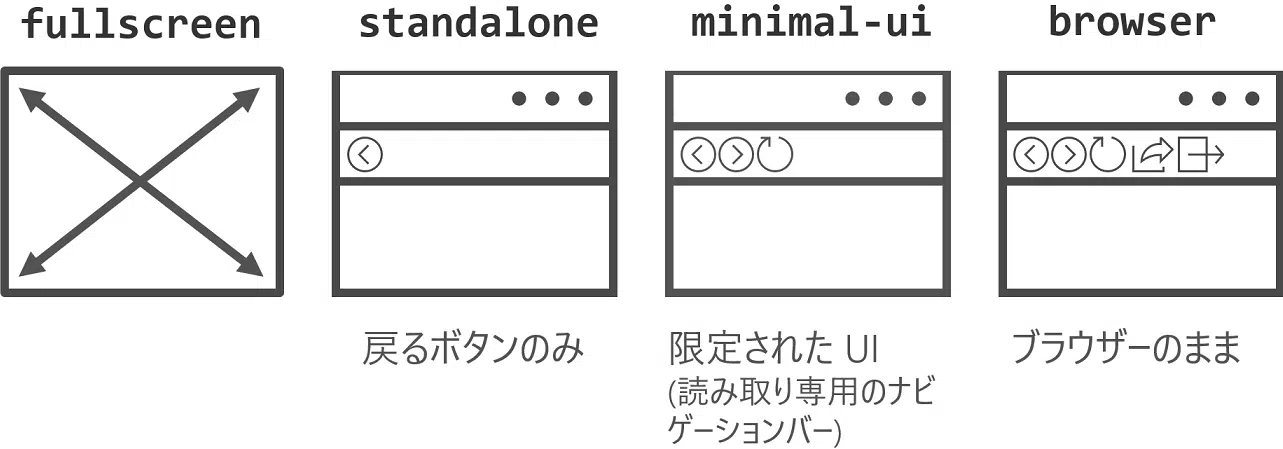 fullscreen
standalone
minimal-ui
browser
戻るボタンのみ
限定された UI
(読み取り専用のナビ
ゲーションバー)
ブラウザーのまま